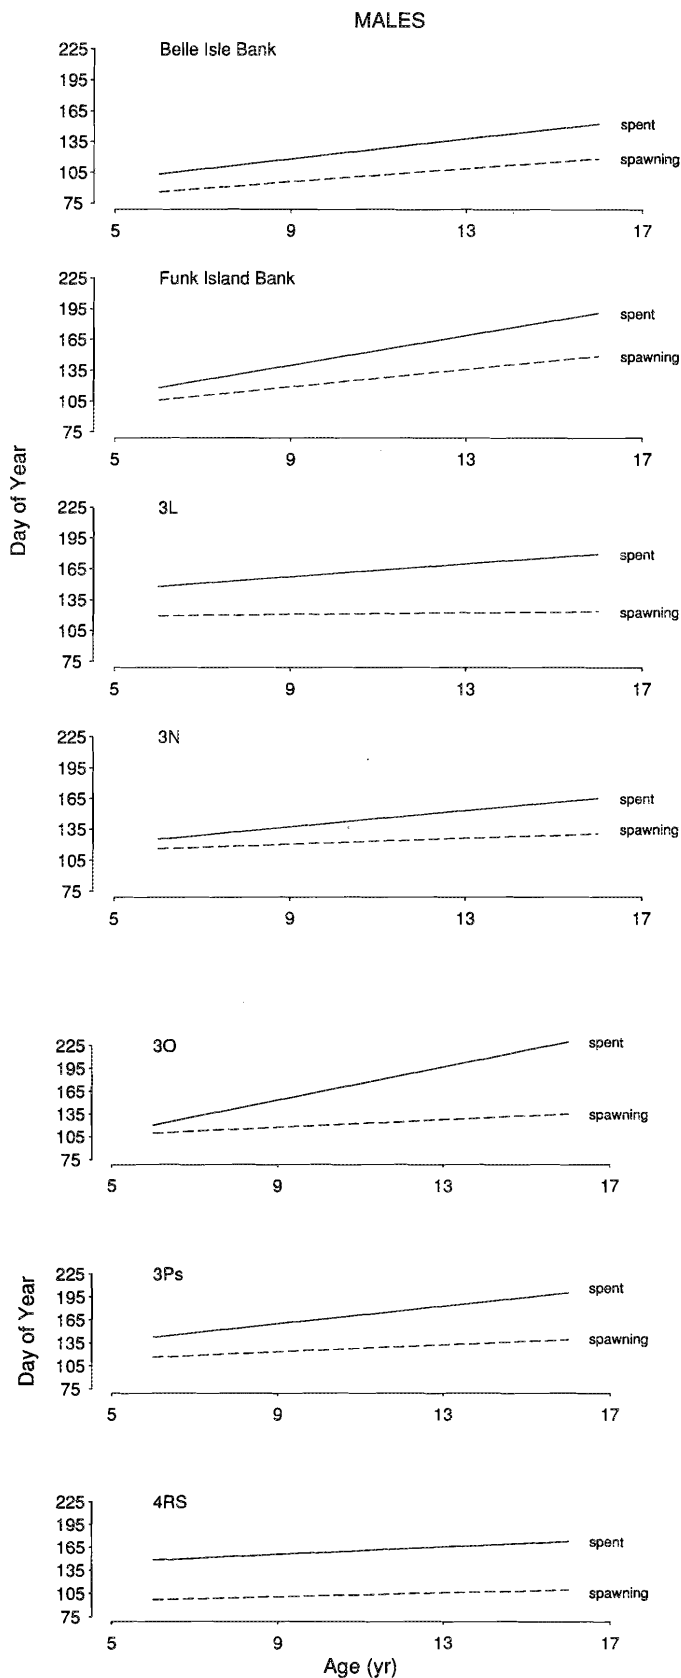 MALES
Belle Isle Bank
225
195
165
135
105
75
spent
spawning
5 9 13 17
Funk Island Bank
225
195
165
135
105
75
spent
spawning
5 9 13 17
Day of Year
3L
225
195
165
135
105
75
spent
spawning
5 9 13 17
3N
225
195
165
135
105
75
spent
spawning
5 9 13 17
3O
225
195
165
135
105
75
spent
spawning
5 9 13 17
Day of Year
3Ps
225
195
165
135
105
75
spent
spawning
5 9 13 17
4RS
225
195
165
135
105
75
spent
spawning
5 9 13 17
Age (yr)